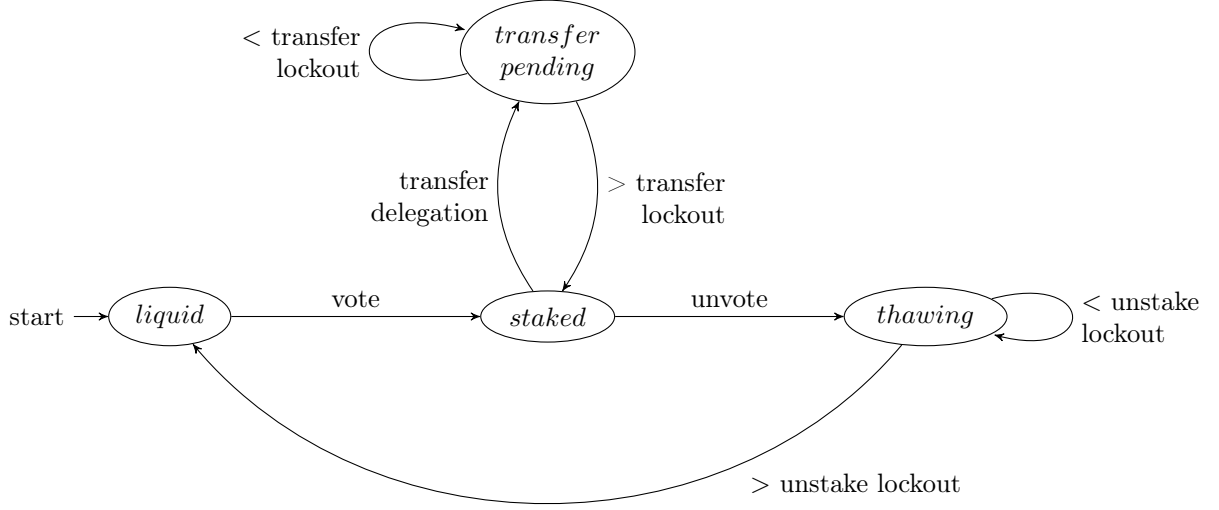 < transfer
lockout
transfer
pending
transfer
delegation
> transfer
lockout
start
liquid
vote
staked
unvote
thawing
< unstake
lockout
> unstake lockout